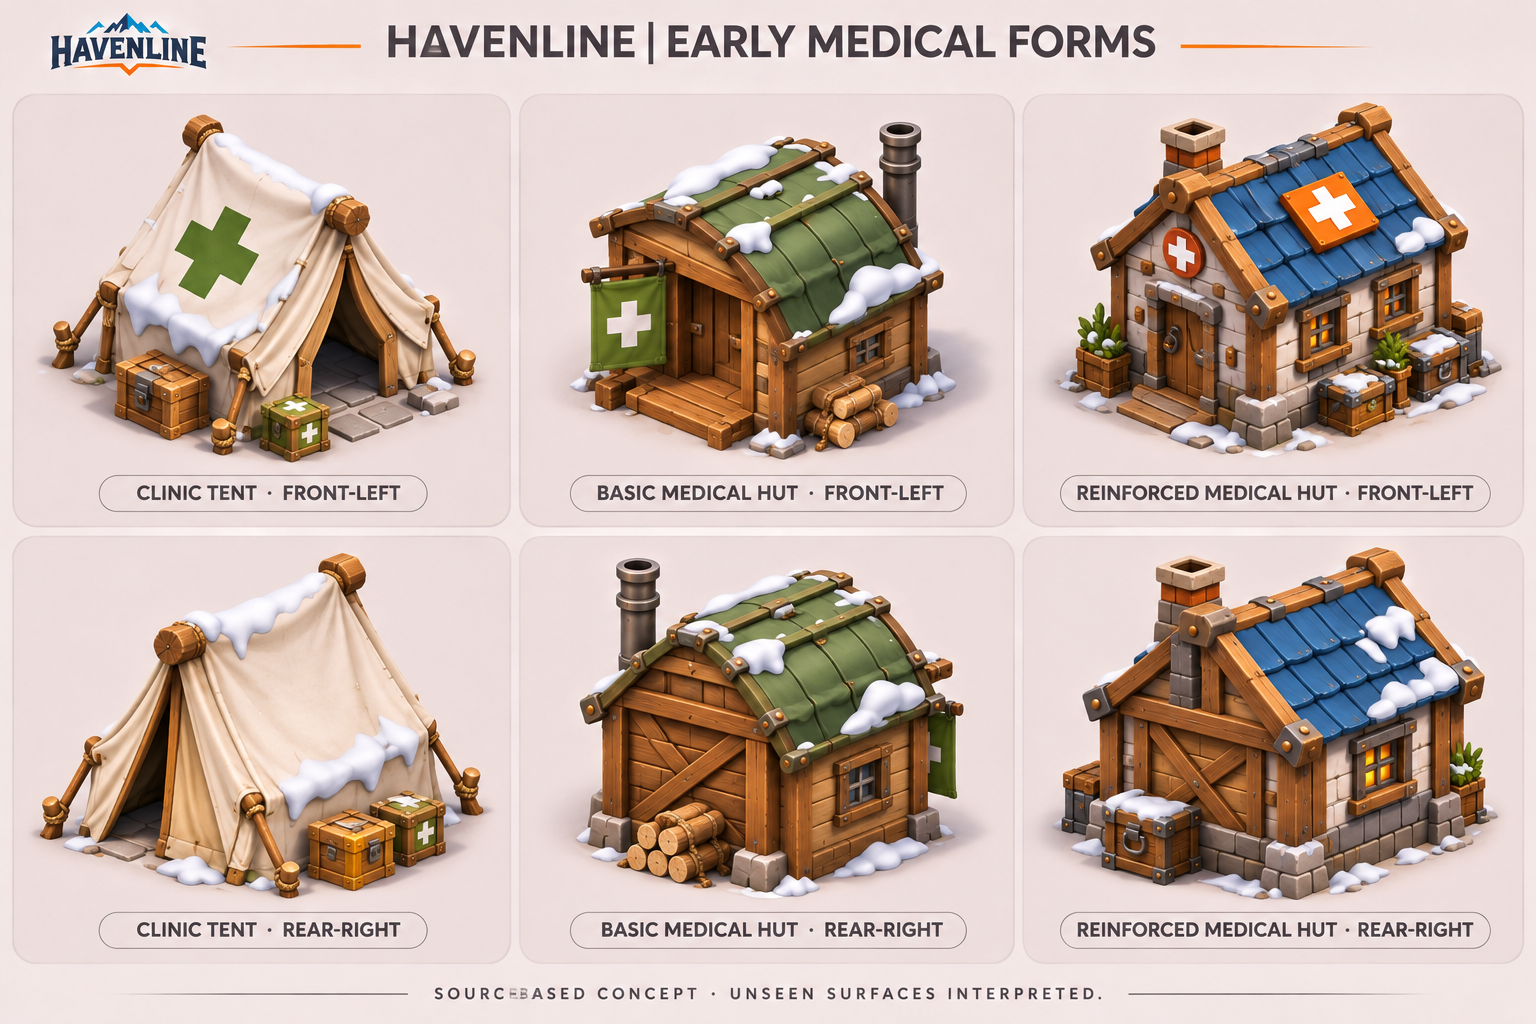 HAVENLINE
HAVENLINE | EARLY MEDICAL FORMS
CLINIC TENT · FRONT-LEFT
BASIC MEDICAL HUT · FRONT-LEFT
REINFORCED MEDICAL HUT · FRONT-LEFT
CLINIC TENT · REAR-RIGHT
BASIC MEDICAL HUT · REAR-RIGHT
REINFORCED MEDICAL HUT · REAR-RIGHT
CONCEPT · UNSEEN SURFACES INTERPRETED.